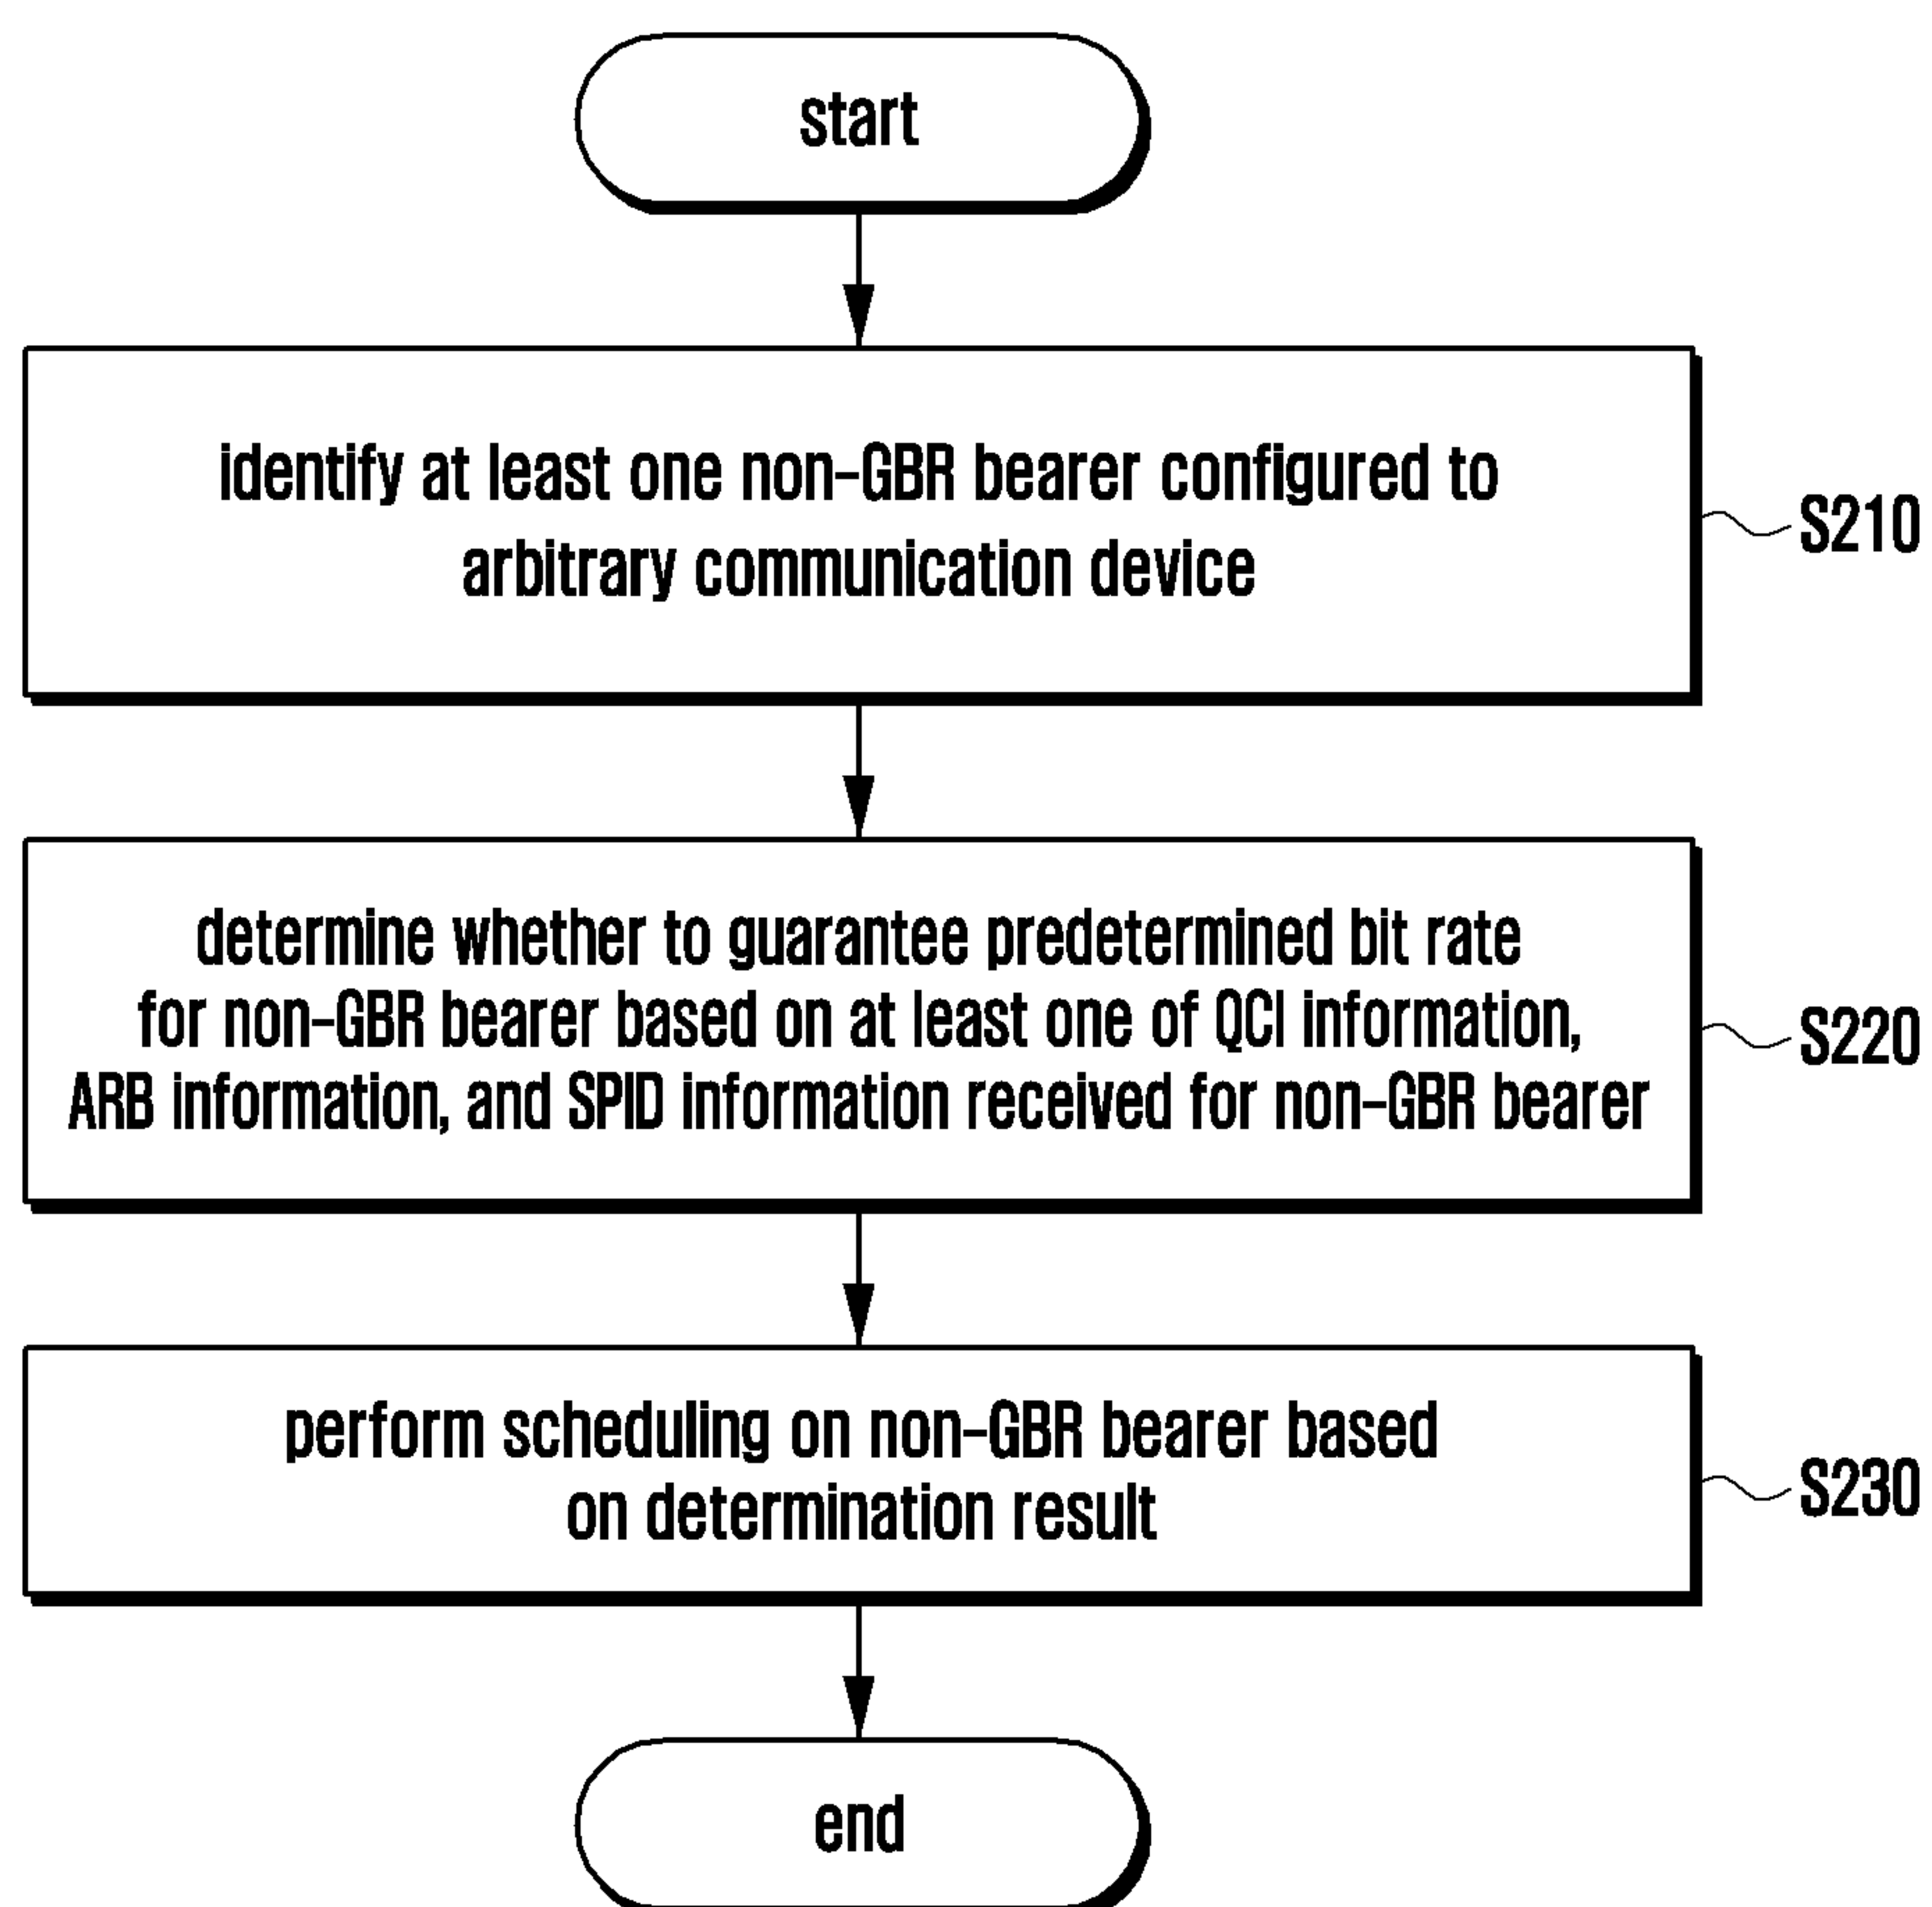 start
identify at least one non-GBR bearer configured to
arbitrary communication device
S210
determine whether to guarantee predetermined bit rate
for non-GBR bearer based on at least one of QCI information,
ARB information, and SPID information received for non-GBR bearer
S220
perform scheduling on non-GBR bearer based
on determination result
S230
end